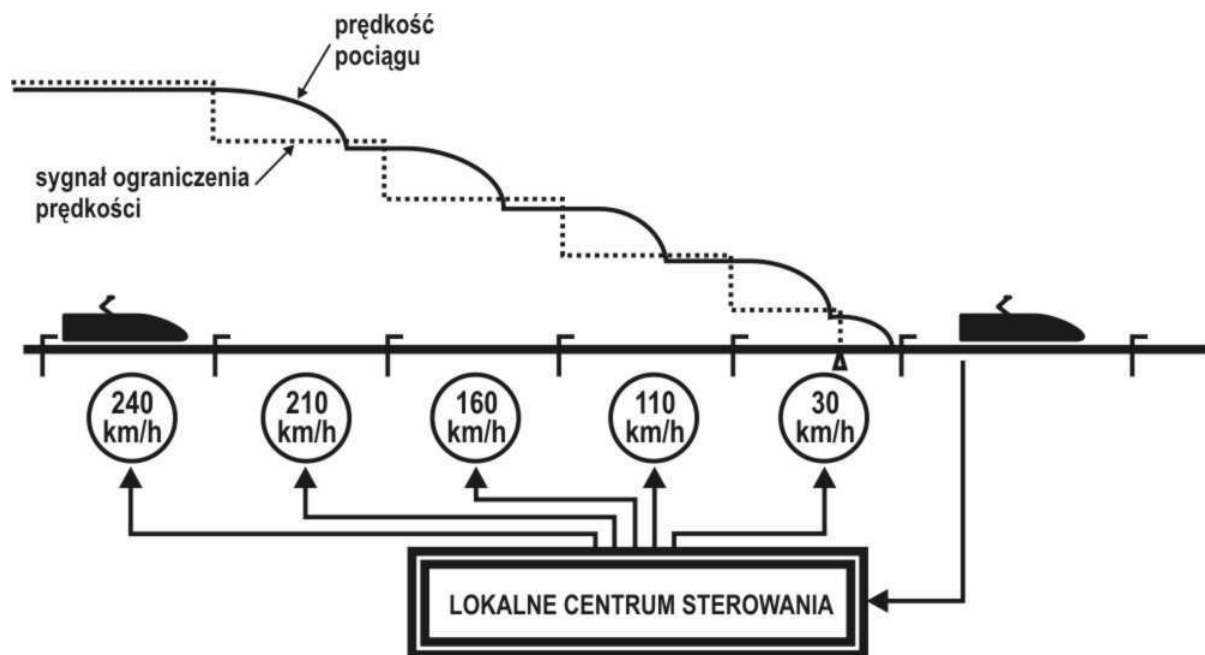 prędkość
pociągu
sygnał ograniczenia
prędkości
240
km/h
210
km/h
160
km/h
110
km/h
30
km/h
LOKALNE CENTRUM STEROWANIA